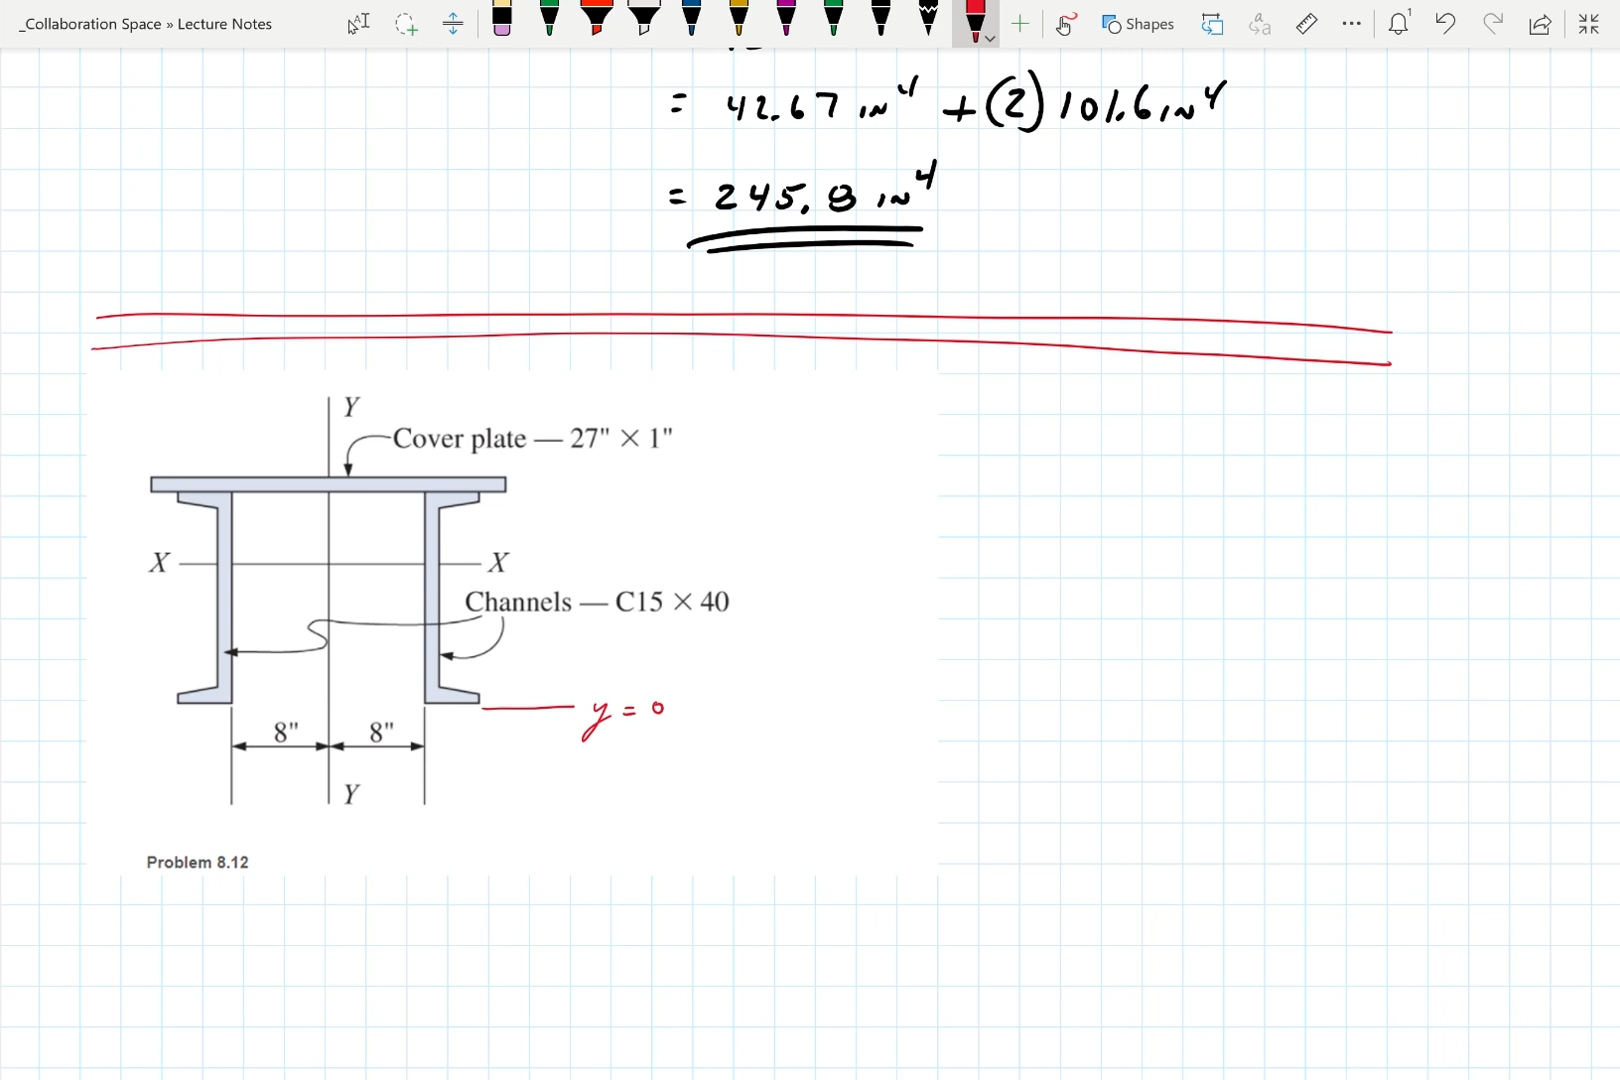 _Collaboration Space » Lecture Notes
Shapes
1
= 42.67 in⁴ + (2) 101.6 in⁴
= 245.8 in⁴
Y
Cover plate — 27" × 1"
X
X
Channels — C15 × 40
y = 0
8"
8"
Y
Problem 8.12